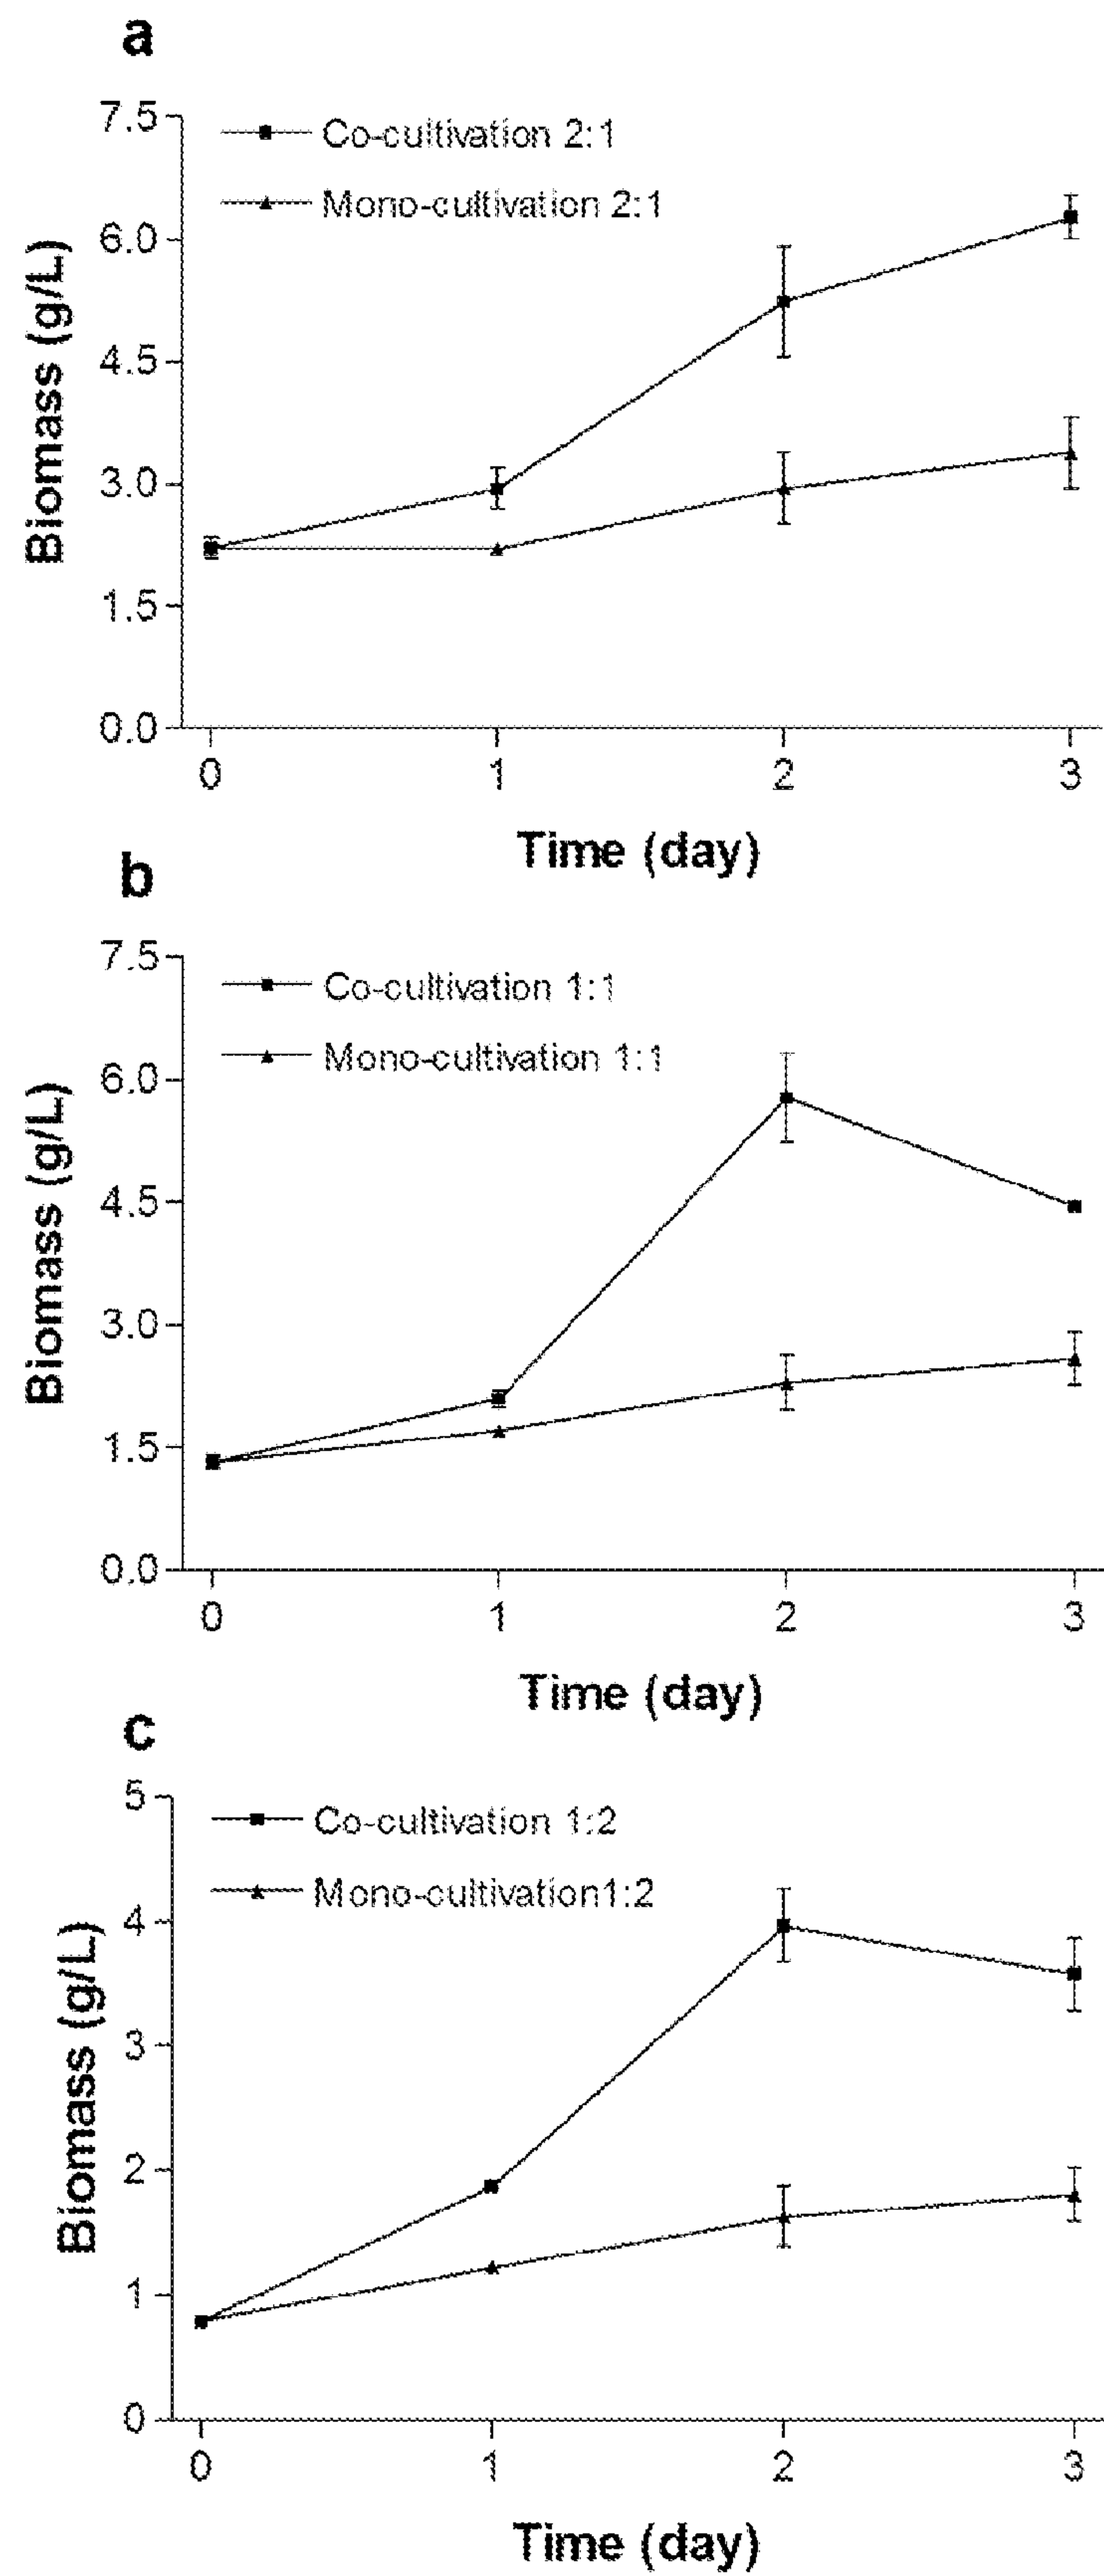 a
7.5
Co-cultivation 2:1
Mono-cultivation 2:1
6.0
4.5
3.0
1.5
0.0
Biomass (g/L)
0 1 2 3
Time (day)
b
7.5
Co-cultivation 1:1
Mono-cultivation 1:1
6.0
4.5
3.0
1.5
0.0
Biomass (g/L)
0 1 2 3
Time (day)
c
5
Co-cultivation 1:2
Mono-cultivation1:2
4
3
2
1
0
Biomass (g/L)
0 1 2 3
Time (day)